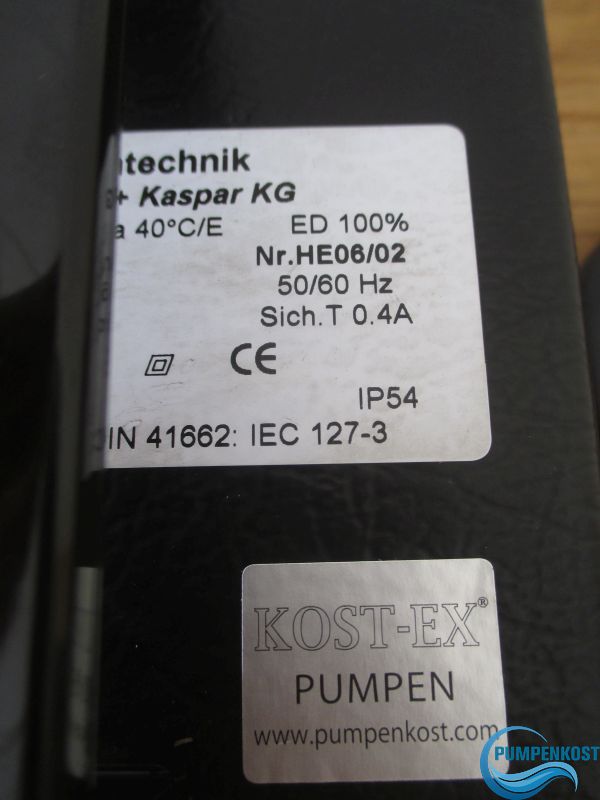 technik
+ Kaspar KG
a 40°C/E ED 100%
Nr.HE06/02
50/60 Hz
Sich.T 0.4A
CE
IP54
IN 41662: IEC 127-3
KOST-EX®
PUMPEN
www.pumpenkost.com
PUMPENKOST